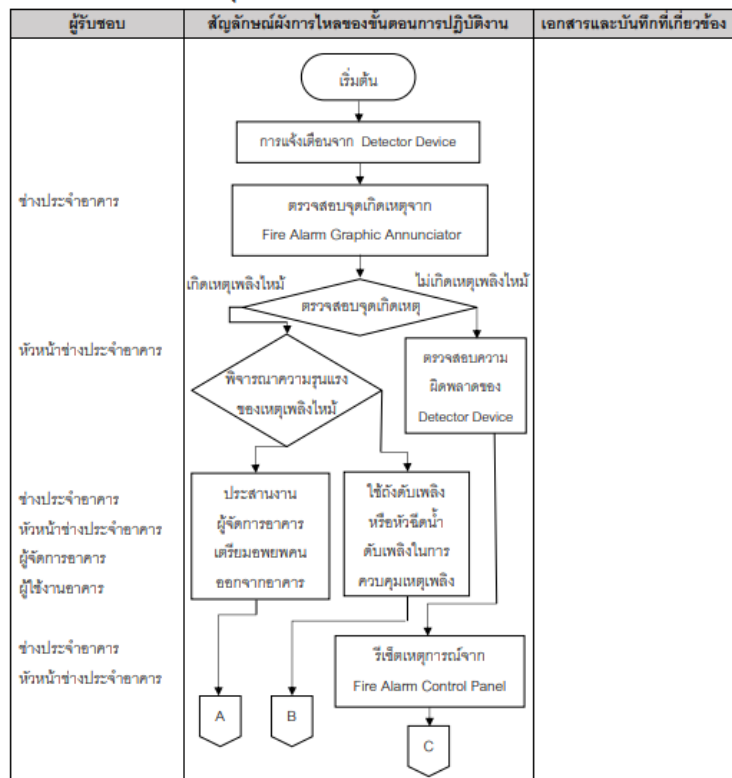 ผู้รับชอบ
สัญลักษณ์ผังการไหลของขั้นตอนการปฏิบัติงาน
เอกสารและบันทึกที่เกี่ยวข้อง
เริ่มต้น
การแจ้งเตือนจาก Detector Device
ช่างประจำอาคาร
ตรวจสอบจุดเกิดเหตุจาก
Fire Alarm Graphic Annunciator
เกิดเหตุเพลิงไหม้
ไม่เกิดเหตุเพลิงไหม้
ตรวจสอบจุดเกิดเหตุ
หัวหน้าช่างประจำอาคาร
พิจารณาความรุนแรง
ของเหตุเพลิงไหม้
ตรวจสอบความ
ผิดพลาดของ
Detector Device
ช่างประจำอาคาร
หัวหน้าช่างประจำอาคาร
ผู้จัดการอาคาร
ผู้ใช้งานอาคาร
ประสานงาน
ผู้จัดการอาคาร
เตรียมอพยพคน
ออกจากอาคาร
ใช้ถังดับเพลิง
หรือหัวฉีดน้ำ
ดับเพลิงในการ
ควบคุมเหตุเพลิง
ช่างประจำอาคาร
หัวหน้าช่างประจำอาคาร
รีเซ็ตเหตุการณ์จาก
Fire Alarm Control Panel
A
B
C